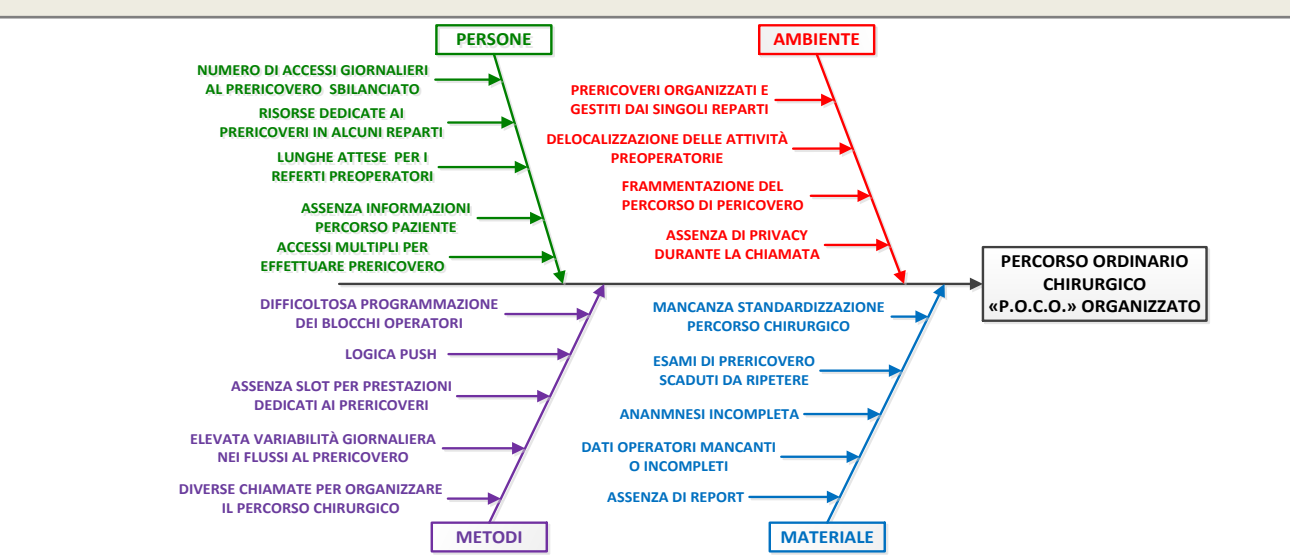 PERSONE
NUMERO DI ACCESSI GIORNALIERI
AL PRERICOVERO SBILANCIATO
RISORSE DEDICATE AI
PRERICOVERI IN ALCUNI REPARTI
LUNGHE ATTESE PER I
REFERTI PREOPERATORI
ASSENZA INFORMAZIONI
PERCORSO PAZIENTE
ACCESSI MULTIPLI PER
EFFETTUARE PRERICOVERO
AMBIENTE
PRERICOVERI ORGANIZZATI E
GESTITI DAI SINGOLI REPARTI
DELOCALIZZAZIONE DELLE ATTIVITÀ
PREOPERATORIE
FRAMMENTAZIONE DEL
PERCORSO DI PERICOVERO
ASSENZA DI PRIVACY
DURANTE LA CHIAMATA
PERCORSO ORDINARIO
CHIRURGICO
«P.O.C.O.» ORGANIZZATO
DIFFICOLTOSA PROGRAMMAZIONE
DEI BLOCCHI OPERATORI
LOGICA PUSH
ASSENZA SLOT PER PRESTAZIONI
DEDICATI AI PRERICOVERI
ELEVATA VARIABILITÀ GIORNALIERA
NEI FLUSSI AL PRERICOVERO
DIVERSE CHIAMATE PER ORGANIZZARE
IL PERCORSO CHIRURGICO
METODI
MANCANZA STANDARDIZZAZIONE
PERCORSO CHIRURGICO
ESAMI DI PRERICOVERO
SCADUTI DA RIPETERE
ANANMNESI INCOMPLETA
DATI OPERATORI MANCANTI
O INCOMPLETI
ASSENZA DI REPORT
MATERIALE